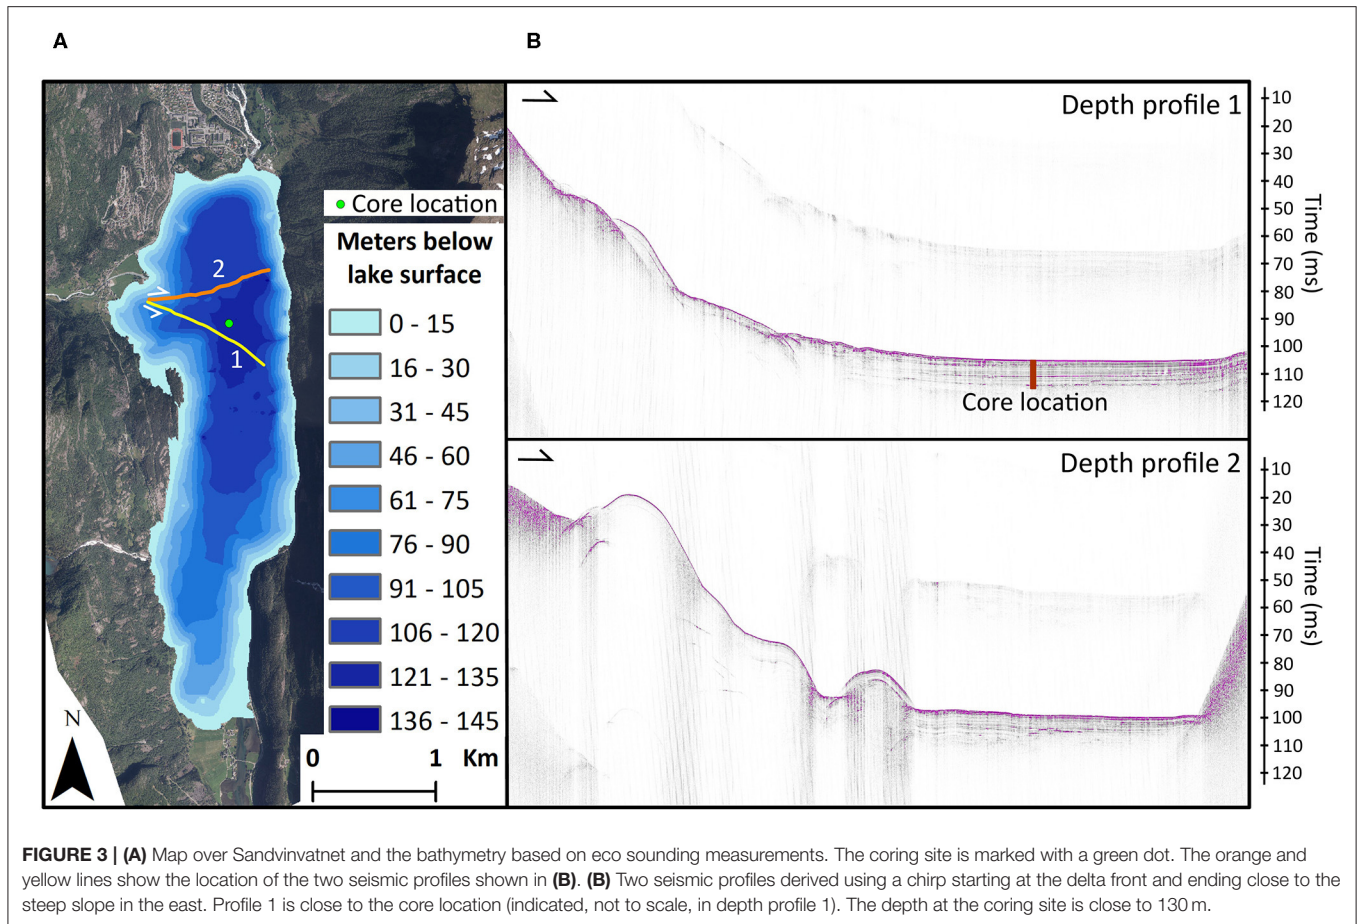 A
B
Core location
Meters below
lake surface
0 - 15
16 - 30
31 - 45
46 - 60
61 - 75
76 - 90
91 - 105
106 - 120
121 - 135
136 - 145
2
1
N
0 1 Km
Depth profile 1
10
20
30
40
50
60
70
80
90
100
110
120
Time (ms)
Core location
Depth profile 2
10
20
30
40
50
60
70
80
90
100
110
120
Time (ms)
FIGURE 3 | (A) Map over Sandvinvatnet and the bathymetry based on eco sounding measurements. The coring site is marked with a green dot. The orange and
yellow lines show the location of the two seismic profiles shown in (B). (B) Two seismic profiles derived using a chirp starting at the delta front and ending close to the
steep slope in the east. Profile 1 is close to the core location (indicated, not to scale, in depth profile 1). The depth at the coring site is close to 130 m.